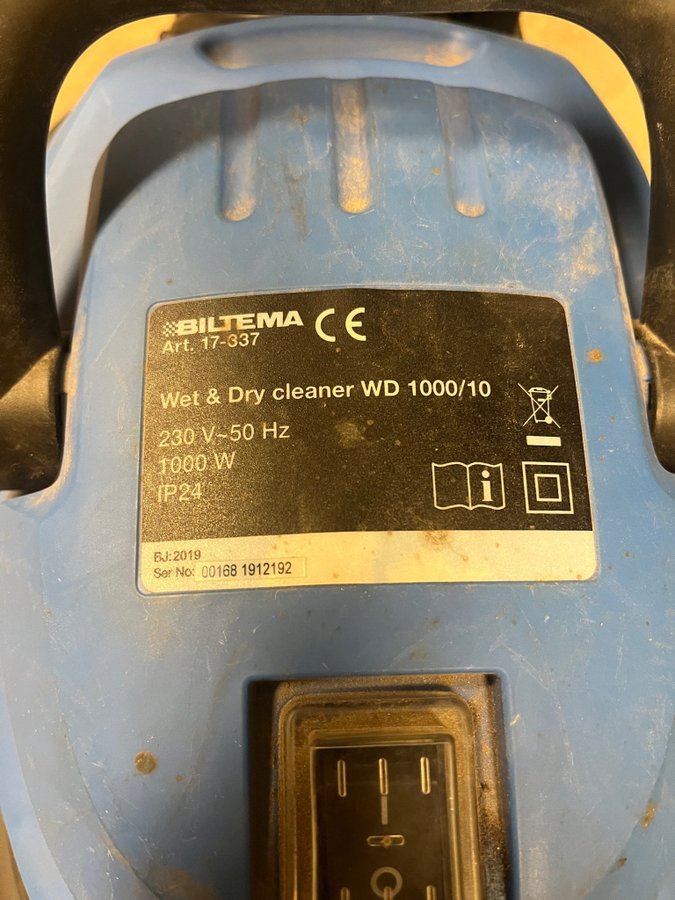 BILTEMA CE
Art. 17-337
Wet & Dry cleaner WD 1000/10
230 V~50 Hz
1000 W
IP24
BJ: 2019
Ser No: 00168 1912192